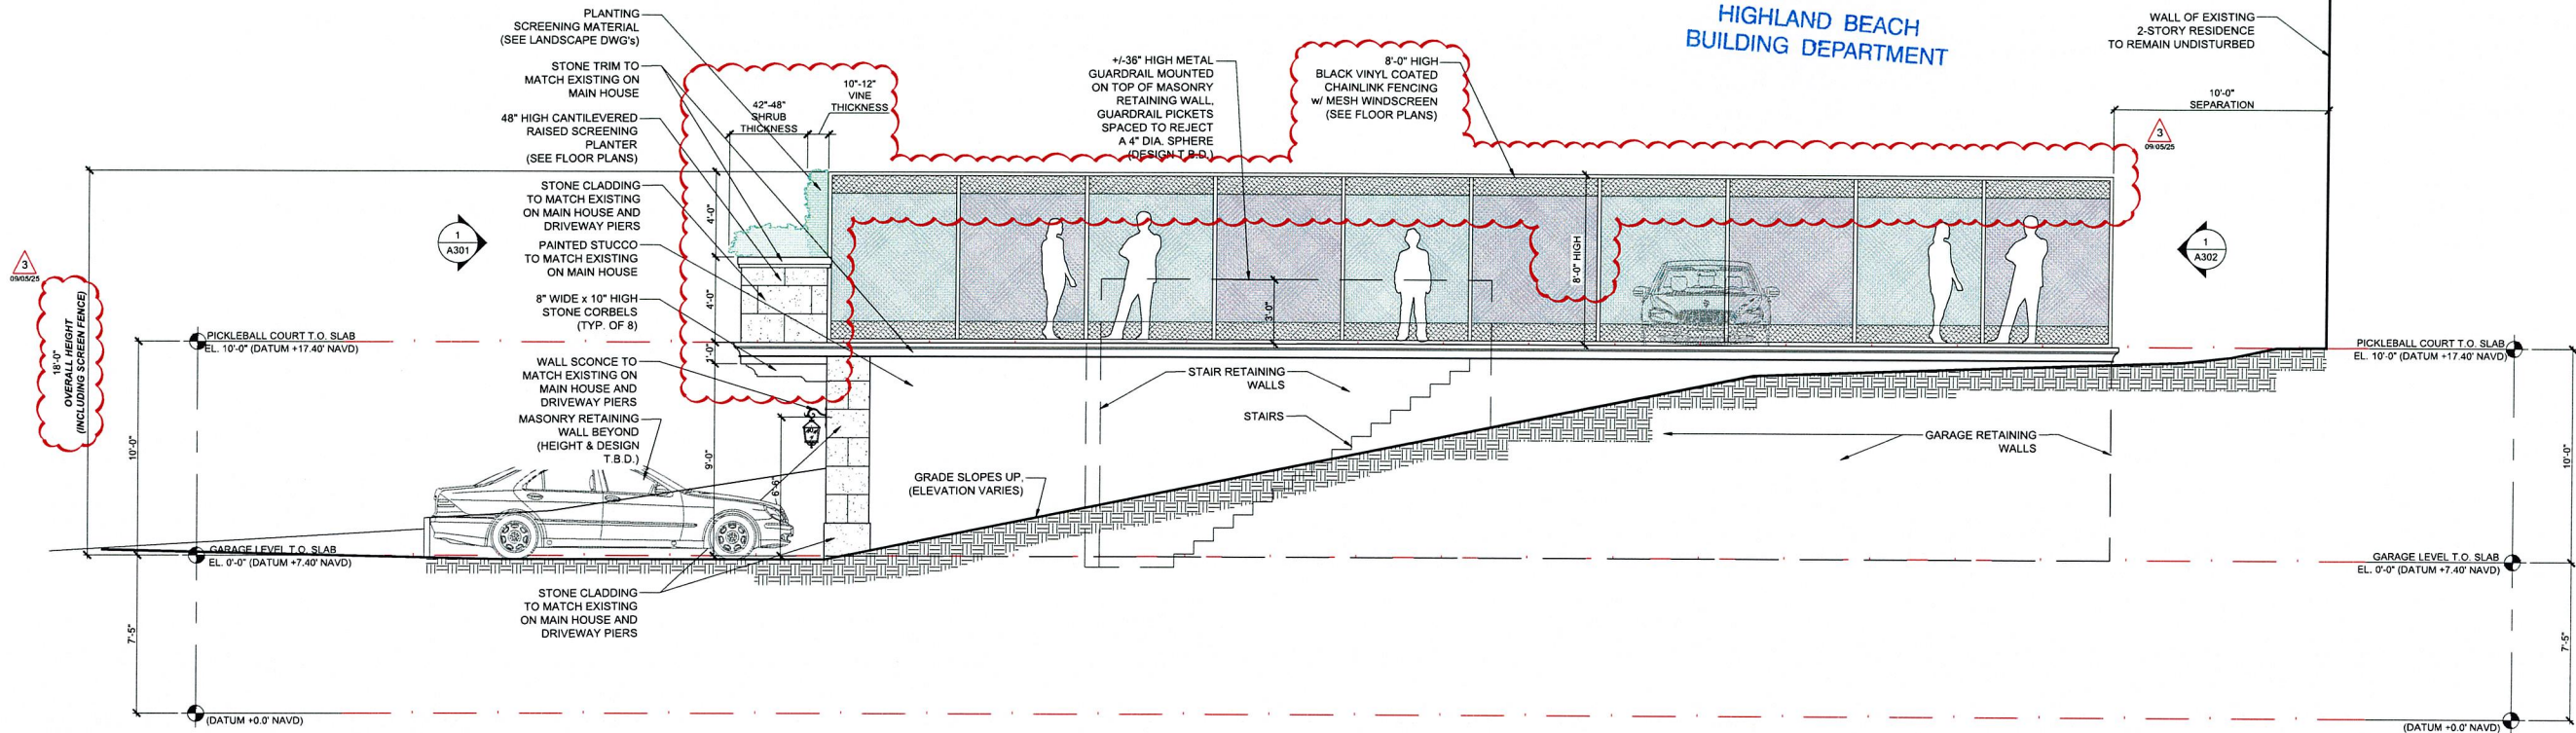 PLANTING
SCREENING MATERIAL
(SEE LANDSCAPE DWG's)
STONE TRIM TO
MATCH EXISTING ON
MAIN HOUSE
48" HIGH CANTILEVERED
RAISED SCREENING
PLANTER
(SEE FLOOR PLANS)
STONE CLADDING
TO MATCH EXISTING
ON MAIN HOUSE AND
DRIVEWAY PIERS
PAINTED STUCCO
TO MATCH EXISTING
ON MAIN HOUSE
8" WIDE x 10" HIGH
STONE CORBELS
(TYP. OF 8)
WALL SCONCE TO
MATCH EXISTING ON
MAIN HOUSE AND
DRIVEWAY PIERS
MASONRY RETAINING
WALL BEYOND
(HEIGHT & DESIGN
T.B.D.)
STONE CLADDING
TO MATCH EXISTING
ON MAIN HOUSE AND
DRIVEWAY PIERS
42"-48"
SHRUB
THICKNESS
10"-12"
VINE
THICKNESS
+/-36" HIGH METAL
GUARDRAIL MOUNTED
ON TOP OF MASONRY
RETAINING WALL,
GUARDRAIL PICKETS
SPACED TO REJECT
A 4" DIA. SPHERE
(DESIGN T.B.D.)
8'-0" HIGH
BLACK VINYL COATED
CHAINLINK FENCING
w/ MESH WINDSCREEN
(SEE FLOOR PLANS)
HIGHLAND BEACH
BUILDING DEPARTMENT
WALL OF EXISTING
2-STORY RESIDENCE
TO REMAIN UNDISTURBED
10'-0"
SEPARATION
3
09/05/25
1
A301
1
A302
3
09/05/25
18'-0"
OVERALL HEIGHT
(INCLUDING SCREEN FENCE)
4'-0"
4'-0"
1'-0"
9'-0"
6'-6"
3'-0"
8'-0" HIGH
PICKLEBALL COURT T.O. SLAB
EL. 10'-0" (DATUM +17.40' NAVD)
10'-0"
GARAGE LEVEL T.O. SLAB
EL. 0'-0" (DATUM +7.40' NAVD)
7'-5"
(DATUM +0.0' NAVD)
STAIR RETAINING
WALLS
STAIRS
GRADE SLOPES UP,
(ELEVATION VARIES)
GARAGE RETAINING
WALLS
PICKLEBALL COURT T.O. SLAB
EL. 10'-0" (DATUM +17.40' NAVD)
10'-0"
GARAGE LEVEL T.O. SLAB
EL. 0'-0" (DATUM +7.40' NAVD)
7'-5"
(DATUM +0.0' NAVD)